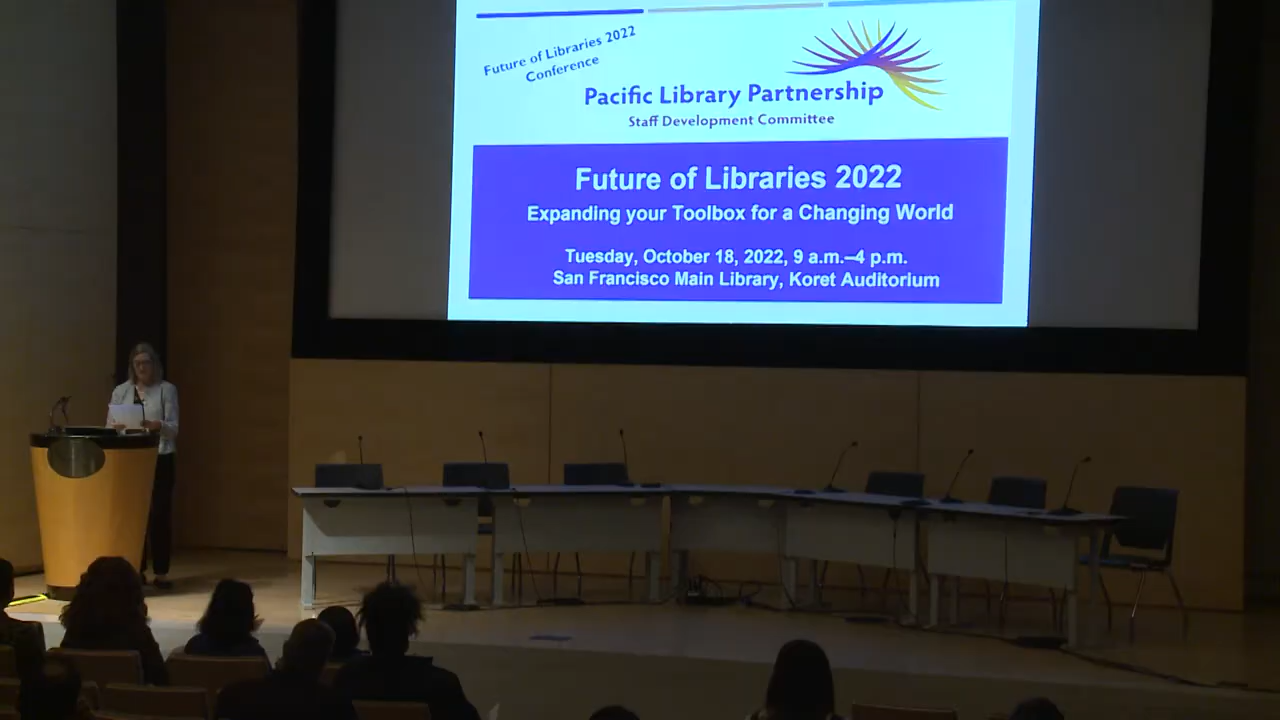 Future of Libraries 2022
Conference
Pacific Library Partnership
Staff Development Committee
Future of Libraries 2022
Expanding your Toolbox for a Changing World
Tuesday, October 18, 2022, 9 a.m.–4 p.m.
San Francisco Main Library, Koret Auditorium